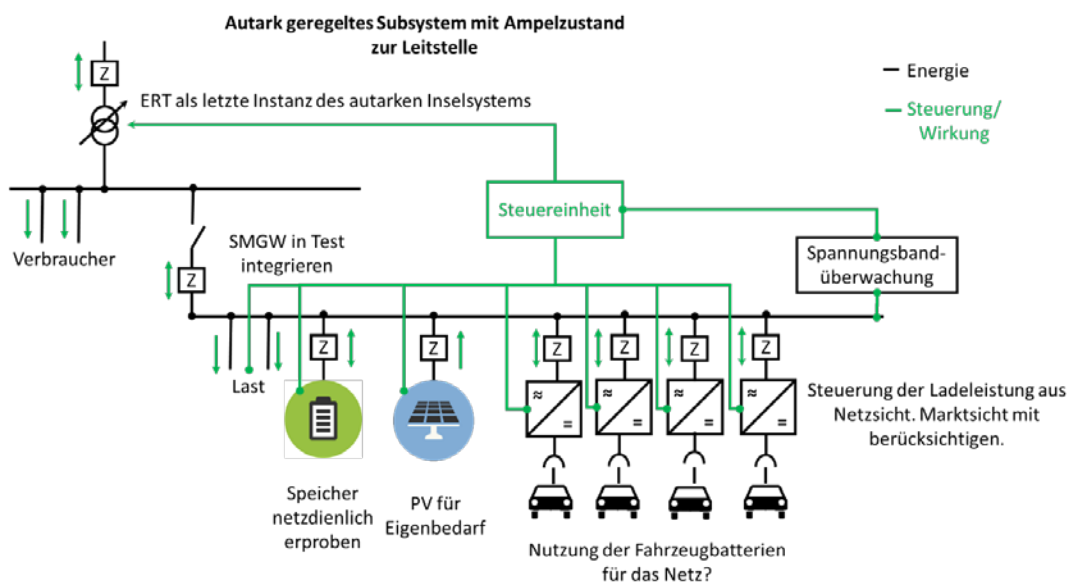 Autark geregeltes Subsystem mit Ampelzustand
zur Leitstelle
Z
ERT als letzte Instanz des autarken Inselsystems
Energie
Steuerung/
Wirkung
Steuereinheit
Verbraucher
SMGW in Test
integrieren
Z
Spannungsband-
überwachung
Z
Z
Z
Z
Z
Z
Last
≈
=
≈
=
≈
=
≈
=
Steuerung der Ladeleistung aus
Netzsicht. Marktsicht mit
berücksichtigen.
Speicher
netzdienlich
erproben
PV für
Eigenbedarf
Nutzung der Fahrzeugbatterien
für das Netz?